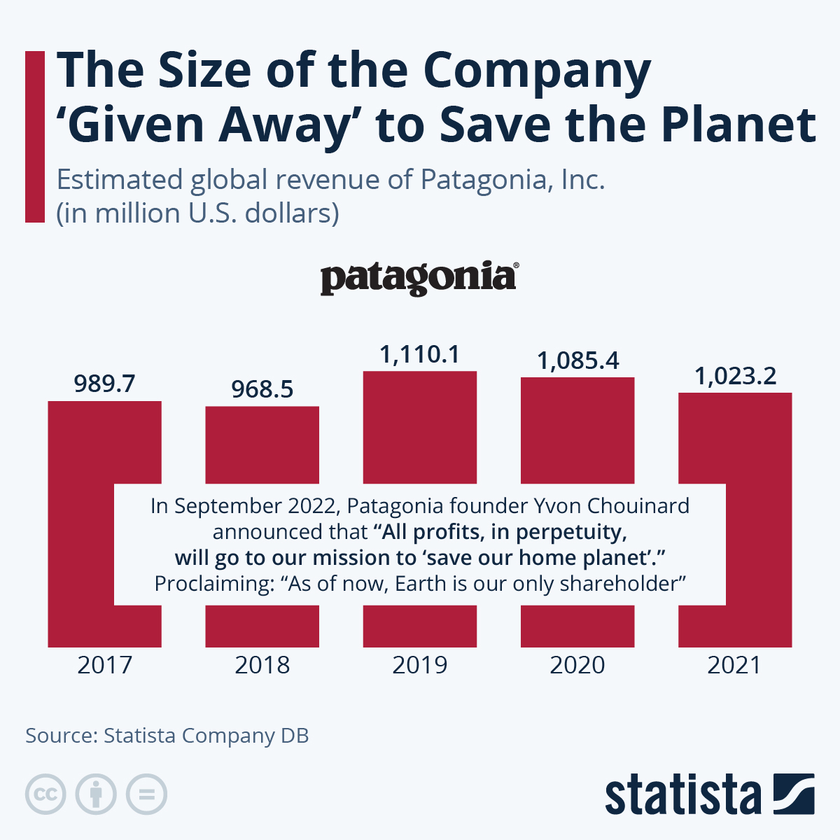 The Size of the Company
‘Given Away’ to Save the Planet
Estimated global revenue of Patagonia, Inc.
(in million U.S. dollars)
patagonia®
989.7
968.5
1,110.1
1,085.4
1,023.2
In September 2022, Patagonia founder Yvon Chouinard
announced that “All profits, in perpetuity,
will go to our mission to ‘save our home planet’.”
Proclaiming: “As of now, Earth is our only shareholder”
2017
2018
2019
2020
2021
Source: Statista Company DB
cc
statista